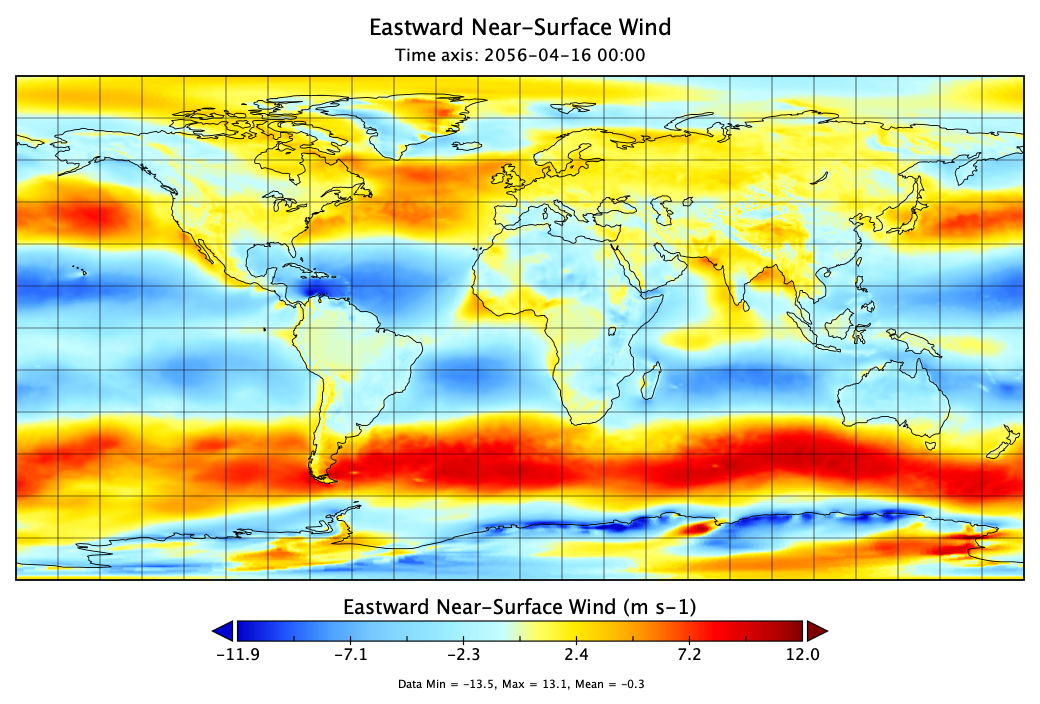 Eastward Near−Surface Wind
Time axis: 2056−04−16 00:00
Eastward Near−Surface Wind (m s−1)
−11.9 −7.1 −2.3 2.4 7.2 12.0
Data Min = −13.5, Max = 13.1, Mean = −0.3